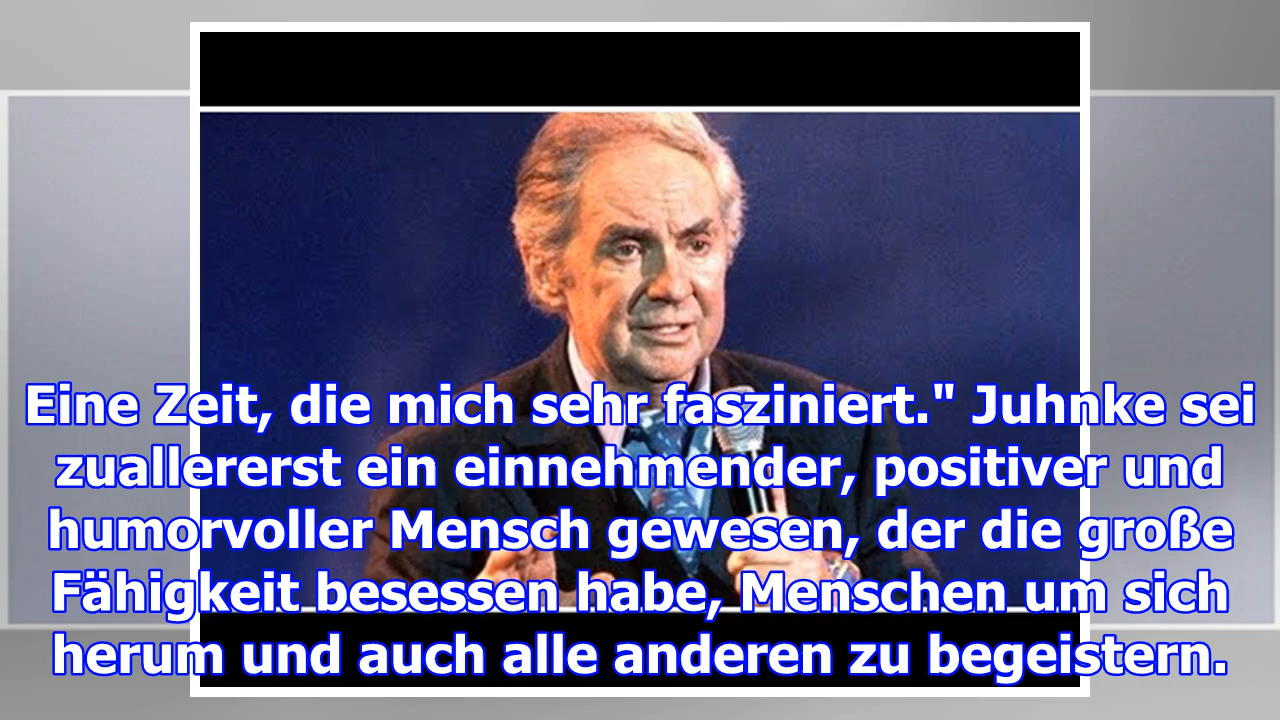 Eine Zeit, die mich sehr fasziniert." Juhnke sei
zuallererst ein einnehmender, positiver und
humorvoller Mensch gewesen, der die große
Fähigkeit besessen habe, Menschen um sich
herum und auch alle anderen zu begeistern.